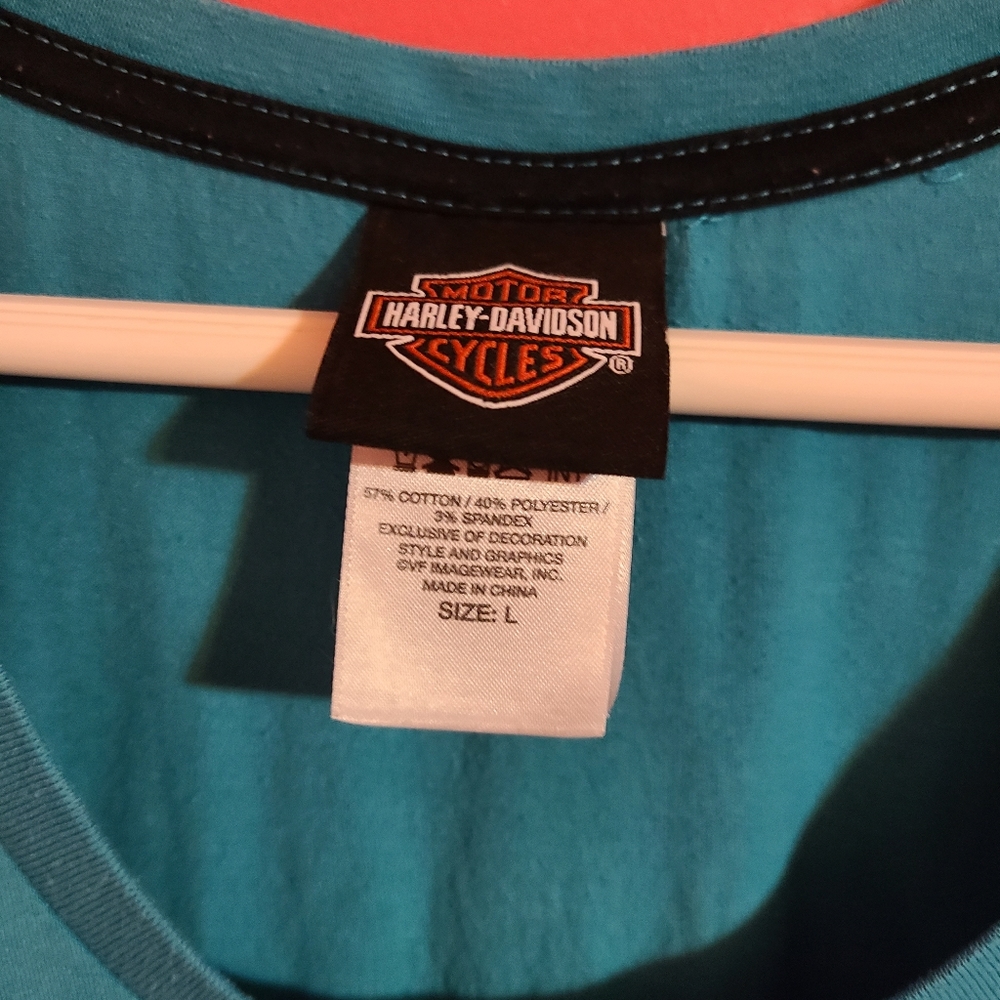 MOTOR
HARLEY-DAVIDSON
CYCLES
®
57% COTTON / 40% POLYESTER /
3% SPANDEX
EXCLUSIVE OF DECORATION
STYLE AND GRAPHICS
©VF IMAGEWEAR, INC.
MADE IN CHINA
SIZE: L